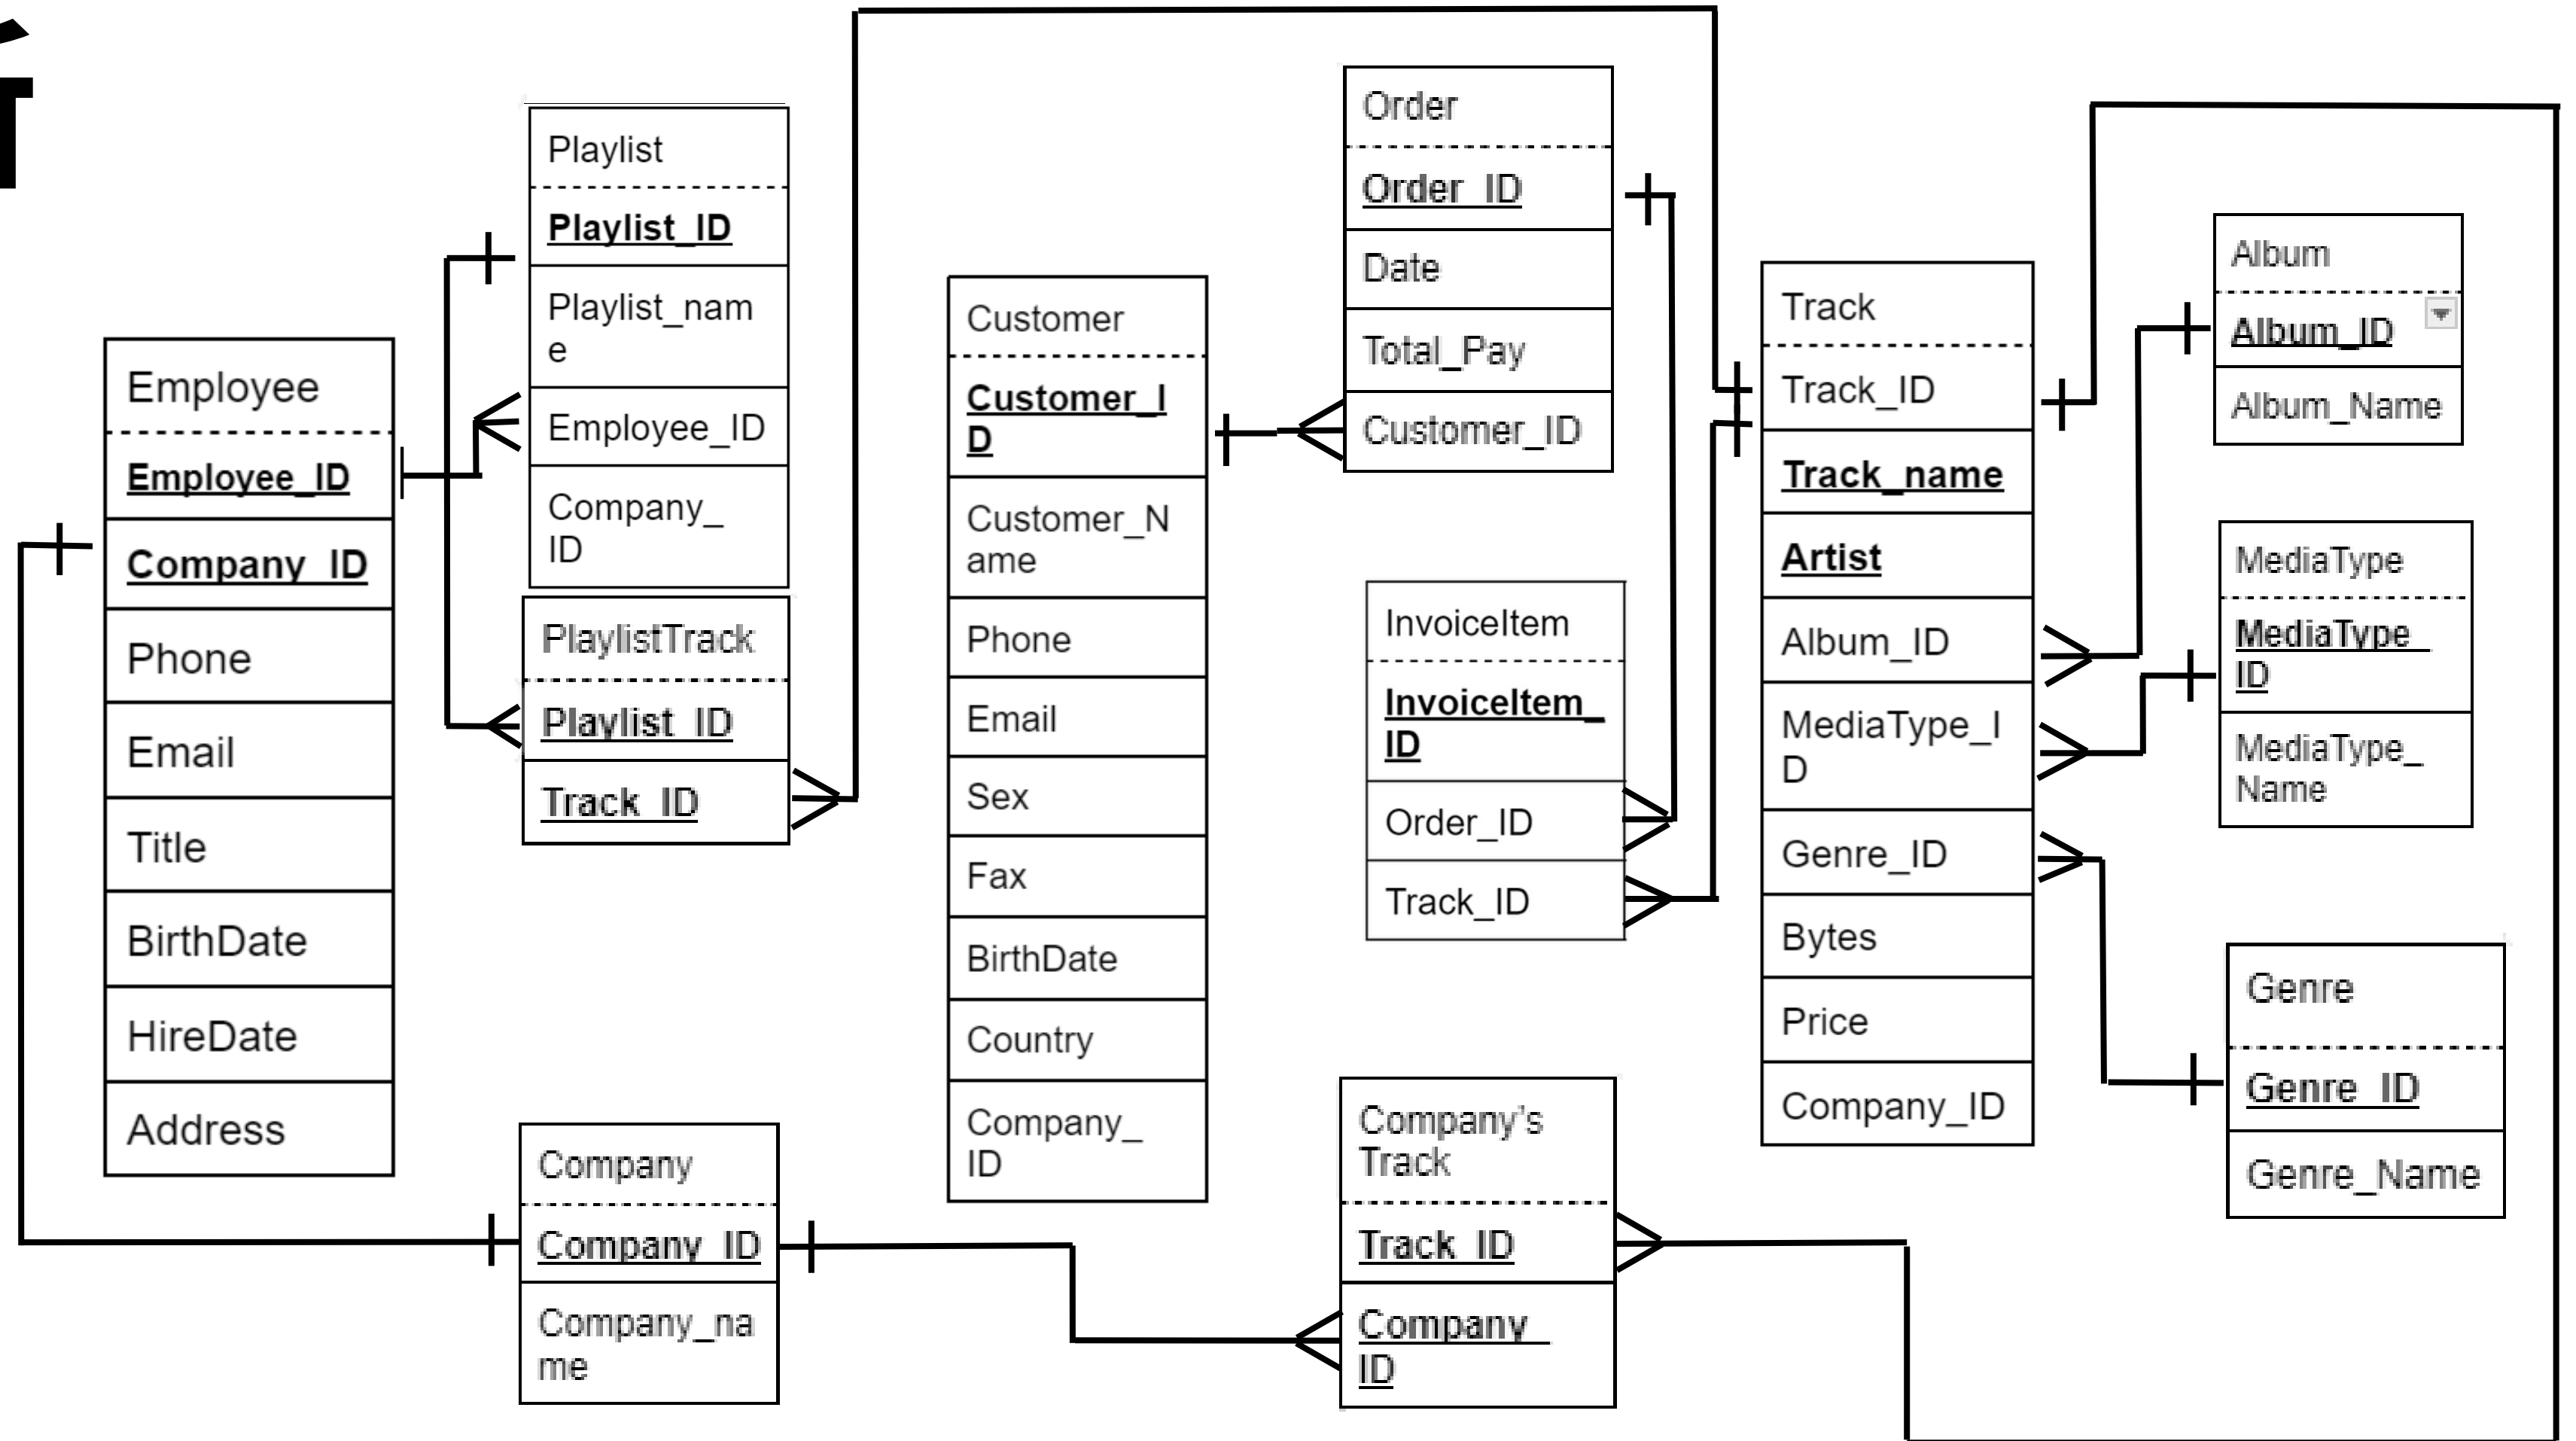 Employee
Employee_ID
Company_ID
Phone
Email
Title
BirthDate
HireDate
Address
Playlist
Playlist_ID
Playlist_nam
e
Employee_ID
Company_
ID
PlaylistTrack
Playlist_ID
Track_ID
Company
Company_ID
Company_na
me
Customer
Customer_I
D
Customer_N
ame
Phone
Email
Sex
Fax
BirthDate
Country
Company_
ID
Order
Order_ID
Date
Total_Pay
Customer_ID
InvoiceItem
InvoiceItem_
ID
Order_ID
Track_ID
Company's
Track
Track_ID
Company_
ID
Track
Track_ID
Track_name
Artist
Album_ID
MediaType_I
D
Genre_ID
Bytes
Price
Company_ID
Album
Album_ID
Album_Name
MediaType
MediaType_
ID
MediaType_
Name
Genre
Genre_ID
Genre_Name